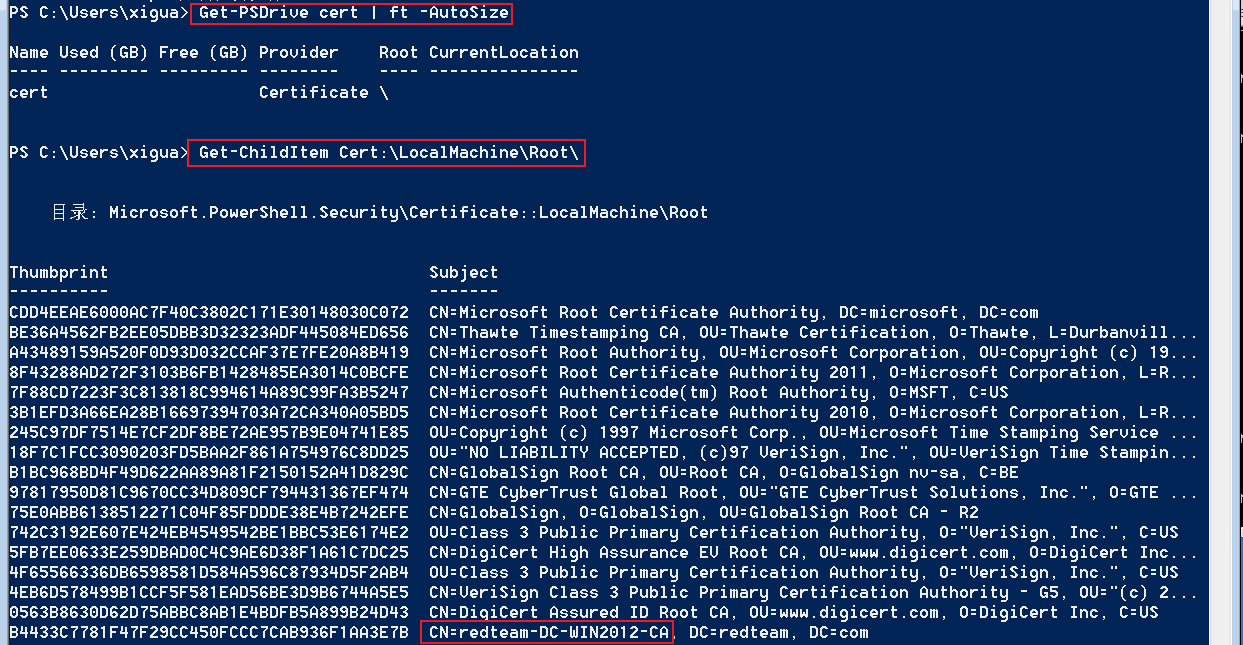 PS C:\Users\xigua> Get-PSDrive cert | ft -AutoSize
Name Used (GB) Free (GB) Provider    Root CurrentLocation
---- --------- --------- --------    ---- ---------------
cert                     Certificate \
PS C:\Users\xigua> Get-ChildItem Cert:\LocalMachine\Root\
目录: Microsoft.PowerShell.Security\Certificate::LocalMachine\Root
Thumbprint                                Subject
----------                                -------
CDD4EEAE6000AC7F40C3802C171E30148030C072  CN=Microsoft Root Certificate Authority, DC=microsoft, DC=com
BE36A4562FB2EE05DBB3D32323ADF445084ED656  CN=Thawte Timestamping CA, OU=Thawte Certification, O=Thawte, L=Durbanvill...
A43489159A520F0D93D032CCAF37E7FE20A8B419  CN=Microsoft Root Authority, OU=Microsoft Corporation, OU=Copyright (c) 19...
8F43288AD272F3103B6FB1428485EA3014C0BCFE  CN=Microsoft Root Certificate Authority 2011, O=Microsoft Corporation, L=R...
7F88CD7223F3C813818C994614A89C99FA3B5247  CN=Microsoft Authenticode(tm) Root Authority, O=MSFT, C=US
3B1EFD3A66EA28B16697394703A72CA340A05BD5  CN=Microsoft Root Certificate Authority 2010, O=Microsoft Corporation, L=R...
245C97DF7514E7CF2DF8BE72AE957B9E04741E85  OU=Copyright (c) 1997 Microsoft Corp., OU=Microsoft Time Stamping Service ...
18F7C1FCC3090203FD5BAA2F861A754976C8DD25  OU="NO LIABILITY ACCEPTED, (c)97 VeriSign, Inc.", OU=VeriSign Time Stampin...
B1BC968BD4F49D622AA89A81F2150152A41D829C  CN=GlobalSign Root CA, OU=Root CA, O=GlobalSign nv-sa, C=BE
97817950D81C9670CC34D809CF794431367EF474  CN=GTE CyberTrust Global Root, OU="GTE CyberTrust Solutions, Inc.", O=GTE ...
75E0ABB6138512271C04F85FDDDE38E4B7242EFE  CN=GlobalSign, O=GlobalSign, OU=GlobalSign Root CA - R2
742C3192E607E424EB4549542BE1BBC53E6174E2  OU=Class 3 Public Primary Certification Authority, O="VeriSign, Inc.", C=US
5FB7EE0633E259DBAD0C4C9AE6D38F1A61C7DC25  CN=DigiCert High Assurance EV Root CA, OU=www.digicert.com, O=DigiCert Inc...
4F65566336DB6598581D584A596C87934D5F2AB4  OU=Class 3 Public Primary Certification Authority, O="VeriSign, Inc.", C=US
4EB6D578499B1CCF5F581EAD56BE3D9B6744A5E5  CN=VeriSign Class 3 Public Primary Certification Authority - G5, OU="(c) 2...
0563B8630D62D75ABBC8AB1E4BDFB5A899B24D43  CN=DigiCert Assured ID Root CA, OU=www.digicert.com, O=DigiCert Inc, C=US
B4433C7781F47F29CC450FCCC7CAB936F1AA3E7B  CN=redteam-DC-WIN2012-CA, DC=redteam, DC=com